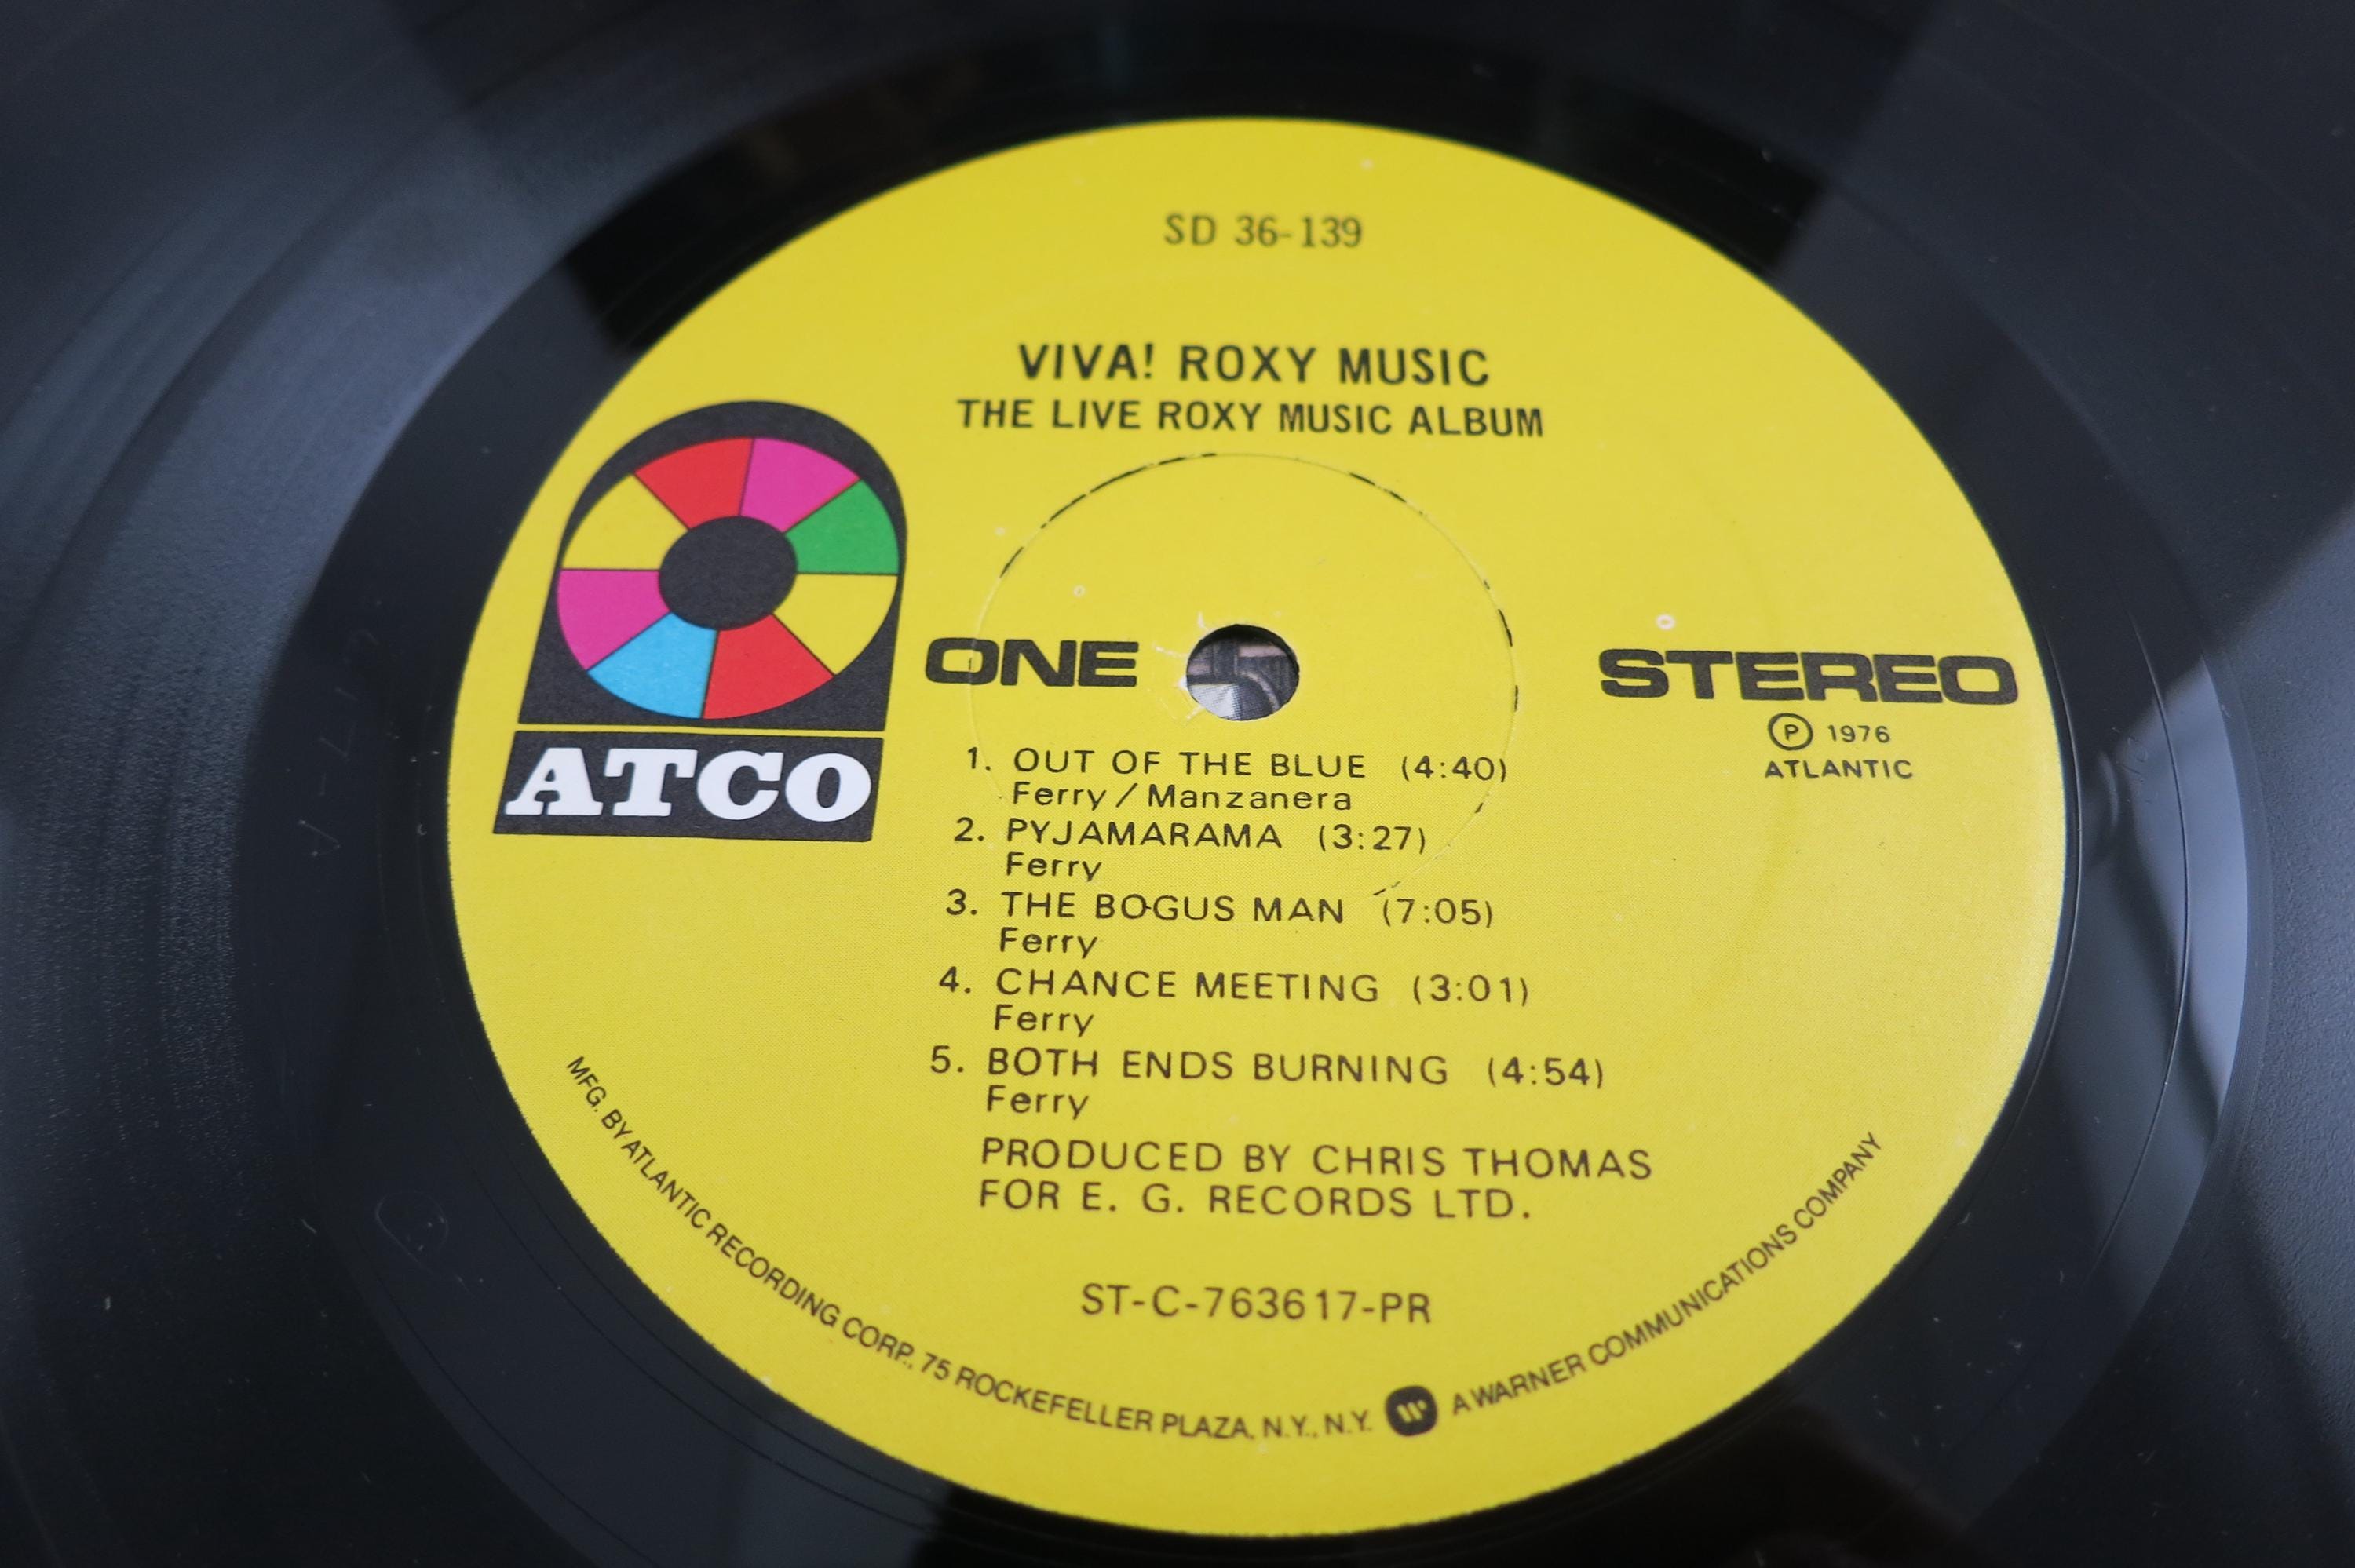 SD 36-139
VIVA! ROXY MUSIC
THE LIVE ROXY MUSIC ALBUM
ATCO
ONE
STEREO
Ⓟ 1976
ATLANTIC
1. OUT OF THE BLUE (4:40)
Ferry / Manzanera
2. PYJAMARAMA (3:27)
Ferry
3. THE BOGUS MAN (7:05)
Ferry
4. CHANCE MEETING (3:01)
Ferry
5. BOTH ENDS BURNING (4:54)
Ferry
PRODUCED BY CHRIS THOMAS
FOR E. G. RECORDS LTD.
ST-C-763617-PR
MFG. BY ATLANTIC RECORDING CORP., 75 ROCKEFELLER PLAZA, N.Y., N.Y. A WARNER COMMUNICATIONS COMPANY